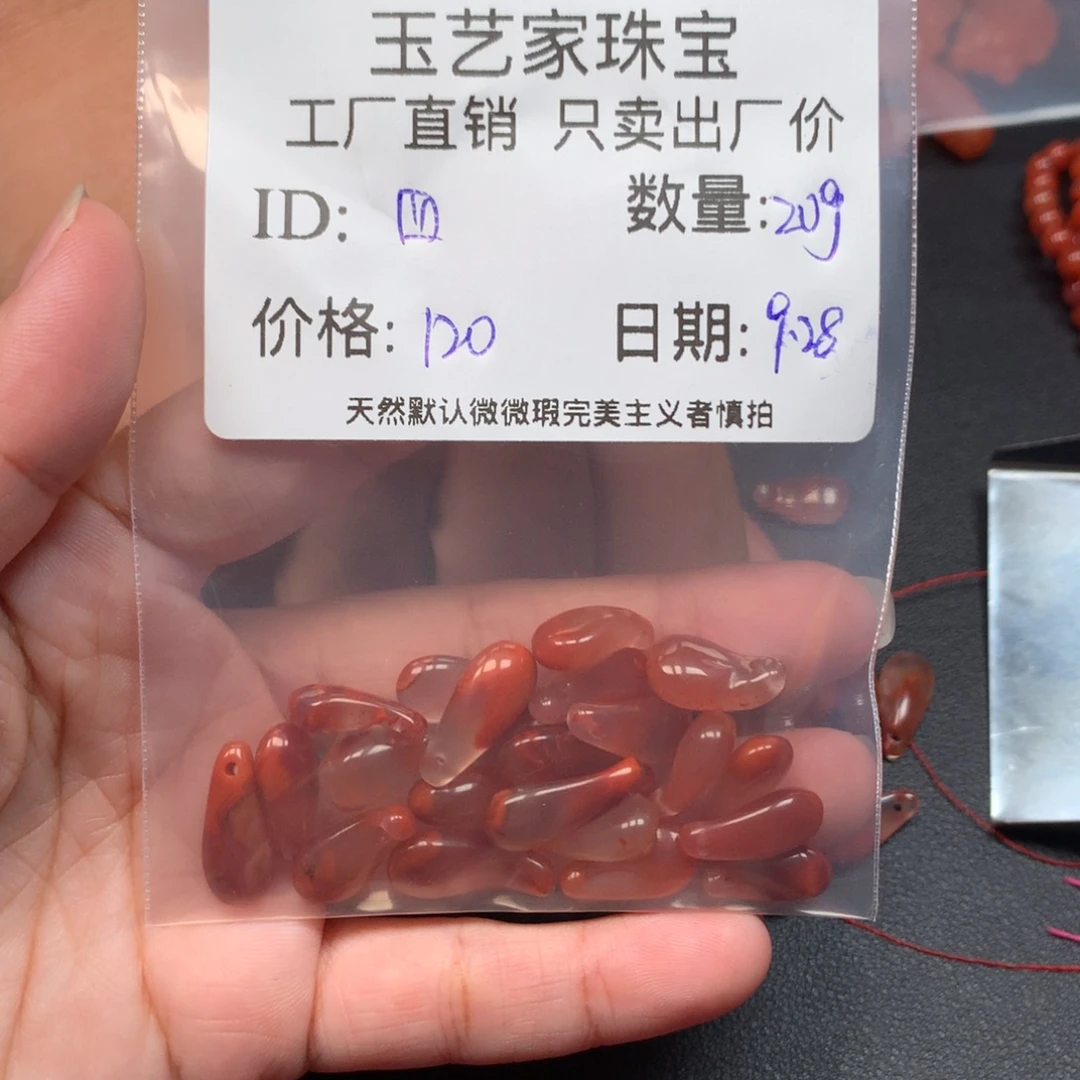 玉艺家珠宝
工厂直销 只卖出厂价
ID: 四 数量:20g
价格: 120 日期: 9.28
天然默认微微瑕完美主义者慎拍